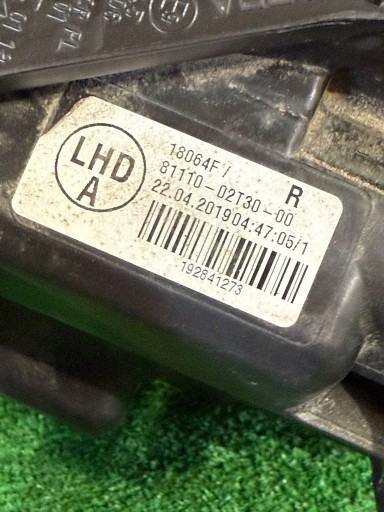 LHD
A
18064F/
R
81110-02T30-00
22.04.201904:47:05/1
192841273